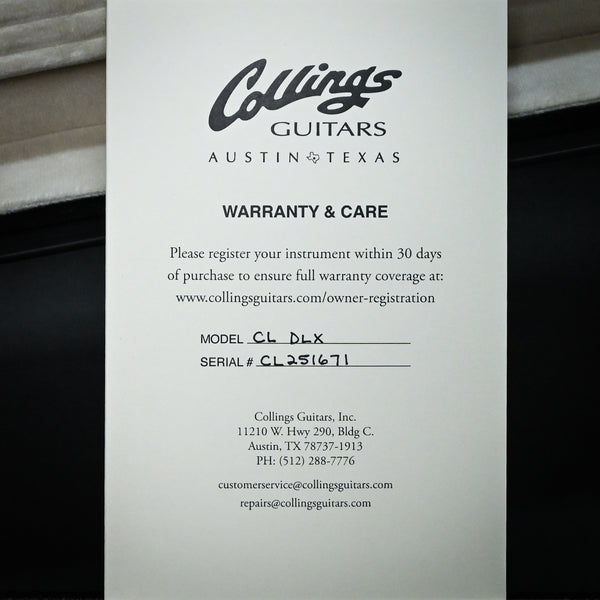 Collings
GUITARS
AUSTIN TEXAS
WARRANTY & CARE
Please register your instrument within 30 days
of purchase to ensure full warranty coverage at:
www.collingsguitars.com/owner-registration
MODEL CL DLX
SERIAL # CL251671
Collings Guitars, Inc.
11210 W. Hwy 290, Bldg C.
Austin, TX 78737-1913
PH: (512) 288-7776
customerservice@collingsguitars.com
repairs@collingsguitars.com